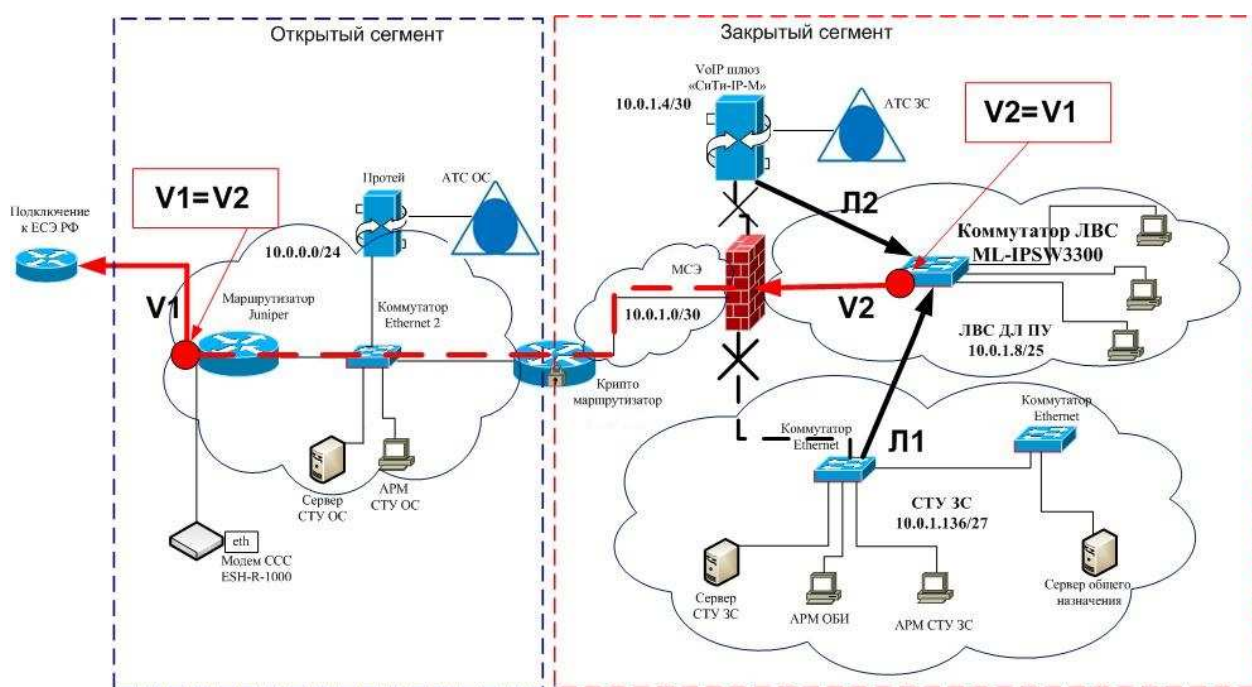 Открытый сегмент
Закрытый сегмент
VoIP шлюз
«СиТи-IP-М»
10.0.1.4/30
АТС ЗС
V2=V1
V1=V2
Протей
АТС ОС
Подключение
к ЕСЭ РФ
10.0.0.0/24
Л2
Коммутатор ЛВС
ML-IPSW3300
МСЭ
V1
Маршрутизатор
Juniper
Коммутатор
Ethernet 2
10.0.1.0/30
V2
ЛВС ДЛ ПУ
10.0.1.8/25
Крипто
маршрутизатор
Коммутатор
Ethernet
Коммутатор
Ethernet
Л1
Сервер
СТУ ОС
АРМ
СТУ ОС
СТУ ЗС
10.0.1.136/27
eth
Модем ССС
ESH-R-1000
Сервер
СТУ ЗС
АРМ ОБИ
АРМ СТУ ЗС
Сервер общего
назначения